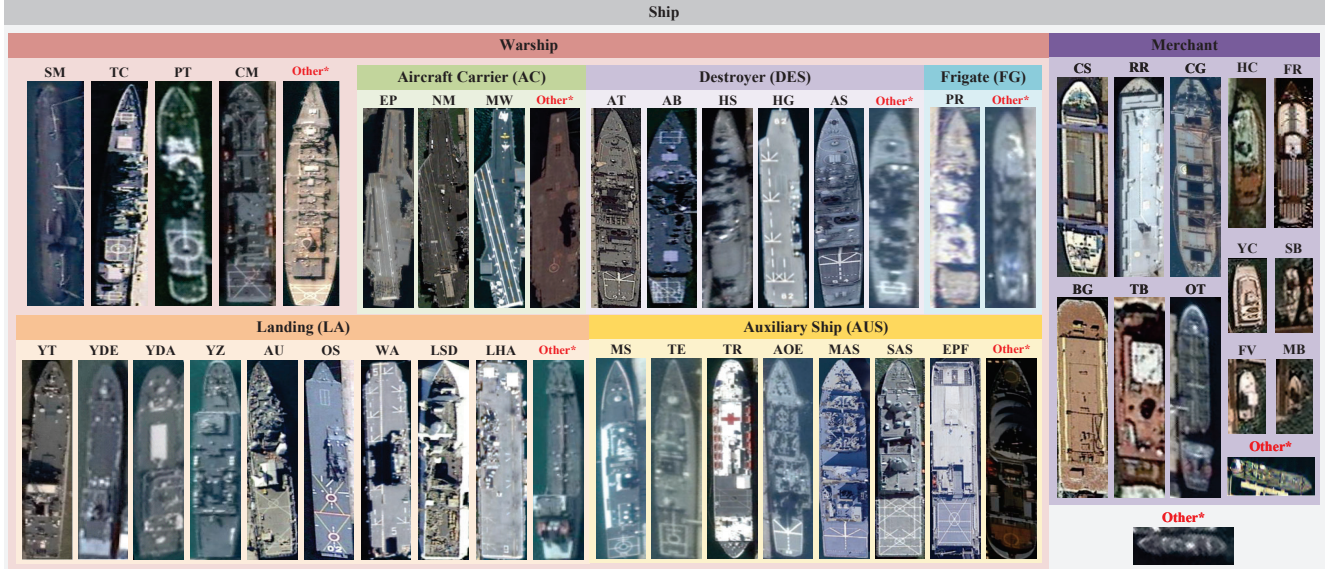 Ship
Warship
Merchant
SM TC PT CM Other*
Aircraft Carrier (AC)
EP NM MW Other*
Destroyer (DES)
AT AB HS HG AS Other*
Frigate (FG)
PR Other*
Landing (LA)
YT YDE YDA YZ AU OS WA LSD LHA Other*
Auxiliary Ship (AUS)
MS TE TR AOE MAS SAS EPF Other*
CS RR CG HC FR
YC SB
BG TB OT
FV MB
Other*
Other*